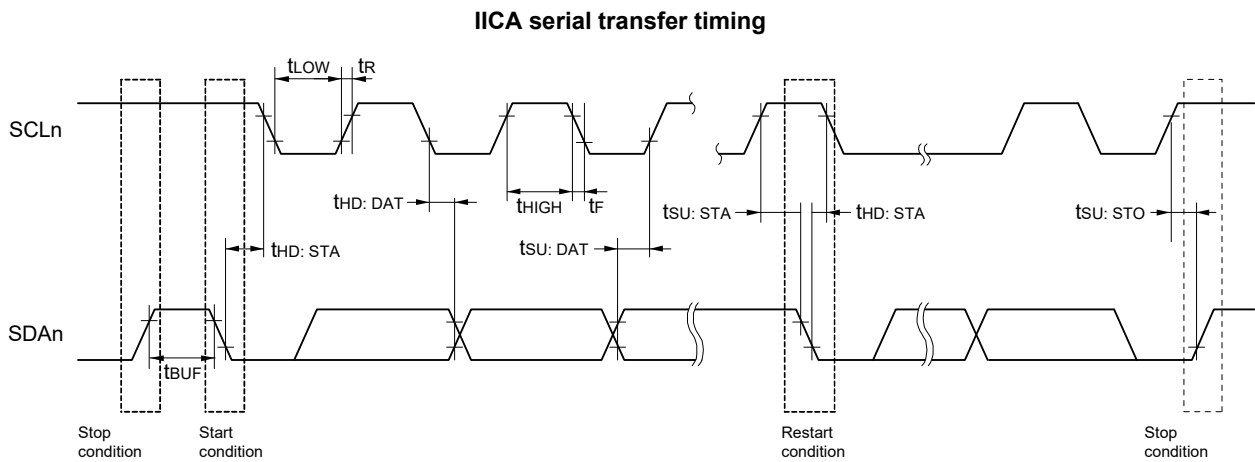 IICA serial transfer timing
tLOW tR
SCLn
tHD: DAT tHIGH tF tSU: STA tHD: STA tSU: STO
tHD: STA tSU: DAT
SDAn
tBUF
Stop
condition
Start
condition
Restart
condition
Stop
condition